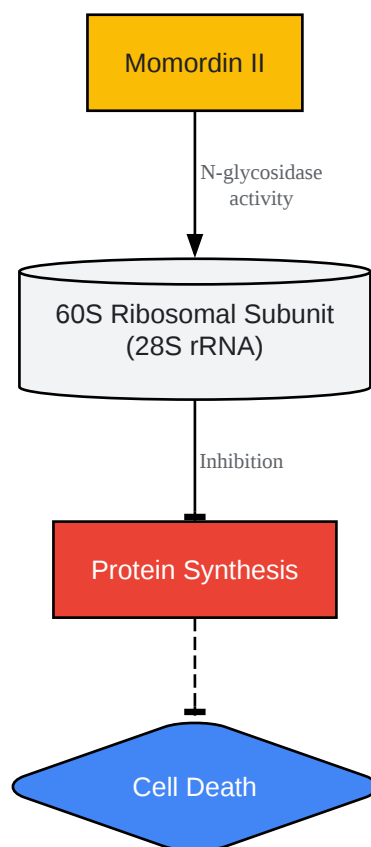 Momordin II
N-glycosidase
activity
60S Ribosomal Subunit
(28S rRNA)
Inhibition
Protein Synthesis
Cell Death